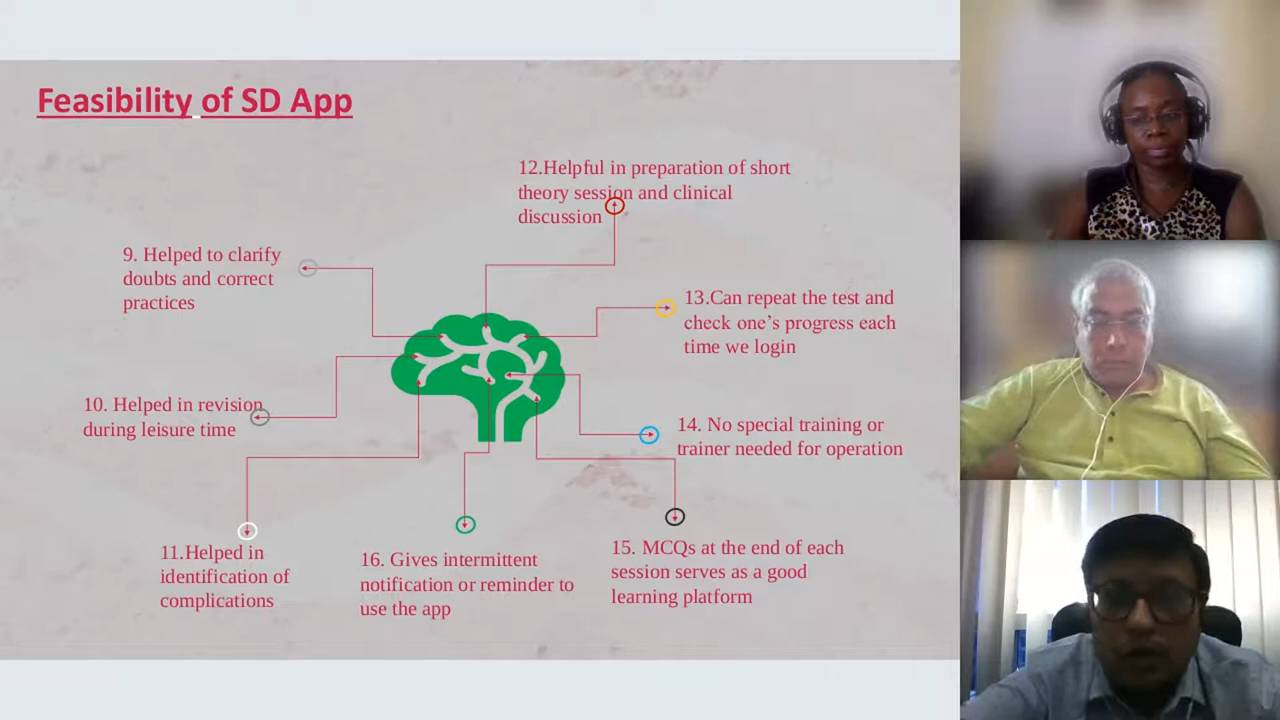 Feasibility of SD App
12.Helpful in preparation of short
theory session and clinical
discussion
9. Helped to clarify
doubts and correct
practices
13.Can repeat the test and
check one’s progress each
time we login
10. Helped in revision
during leisure time
14. No special training or
trainer needed for operation
11.Helped in
identification of
complications
16. Gives intermittent
notification or reminder to
use the app
15. MCQs at the end of each
session serves as a good
learning platform